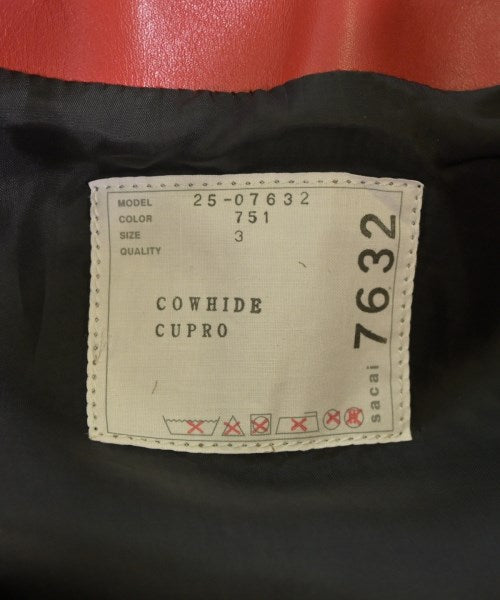 MODEL 25-07632
COLOR 751
SIZE 3
QUALITY
COWHIDE
CUPRO
sacai 7632